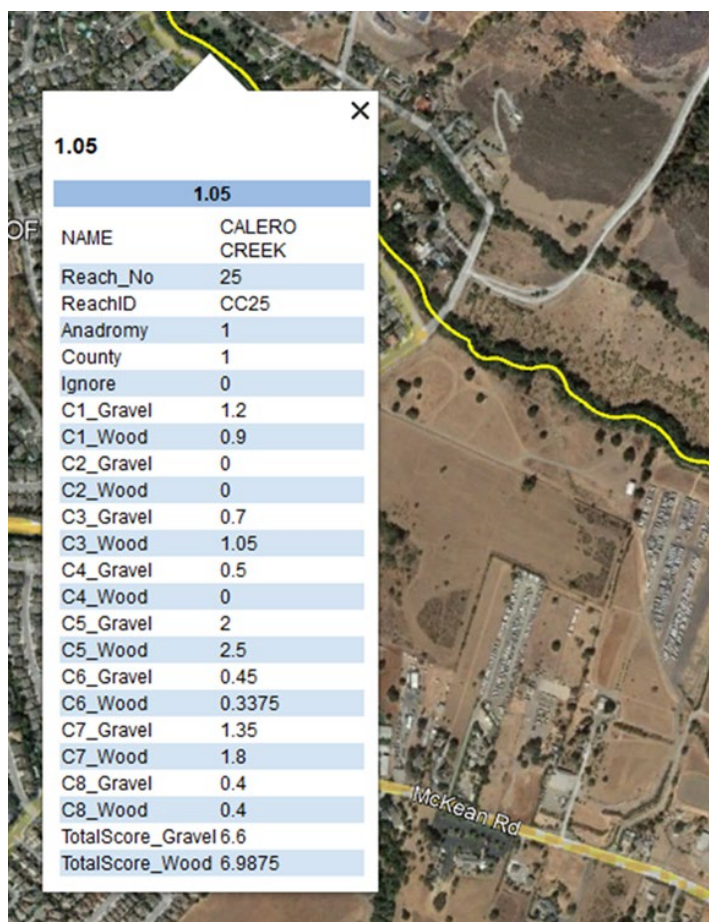 1.05
1.05
NAME CALERO
CREEK
Reach_No 25
ReachID CC25
Anadromy 1
County 1
Ignore 0
C1_Gravel 1.2
C1_Wood 0.9
C2_Gravel 0
C2_Wood 0
C3_Gravel 0.7
C3_Wood 1.05
C4_Gravel 0.5
C4_Wood 0
C5_Gravel 2
C5_Wood 2.5
C6_Gravel 0.45
C6_Wood 0.3375
C7_Gravel 1.35
C7_Wood 1.8
C8_Gravel 0.4
C8_Wood 0.4
TotalScore_Gravel 6.6
TotalScore_Wood 6.9875
McKean Rd